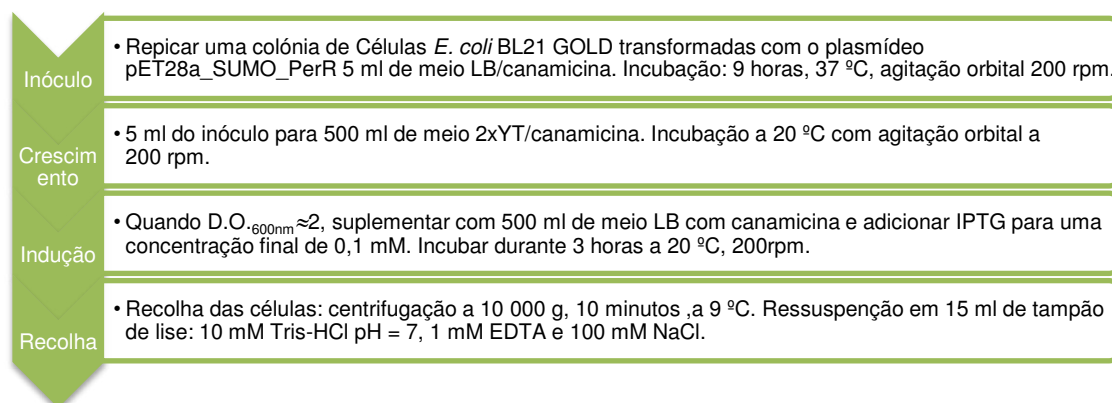 Inóculo
• Repicar uma colónia de Células E. coli BL21 GOLD transformadas com o plasmídeo
pET28a_SUMO_PerR 5 ml de meio LB/canamicina. Incubação: 9 horas, 37 ºC, agitação orbital 200 rpm.
Crescim
ento
• 5 ml do inóculo para 500 ml de meio 2xYT/canamicina. Incubação a 20 ºC com agitação orbital a
200 rpm.
Indução
• Quando D.O.600nm≈2, suplementar com 500 ml de meio LB com canamicina e adicionar IPTG para uma
concentração final de 0,1 mM. Incubar durante 3 horas a 20 ºC, 200rpm.
Recolha
• Recolha das células: centrifugação a 10 000 g, 10 minutos ,a 9 ºC. Ressuspenção em 15 ml de tampão
de lise: 10 mM Tris-HCl pH = 7, 1 mM EDTA e 100 mM NaCl.